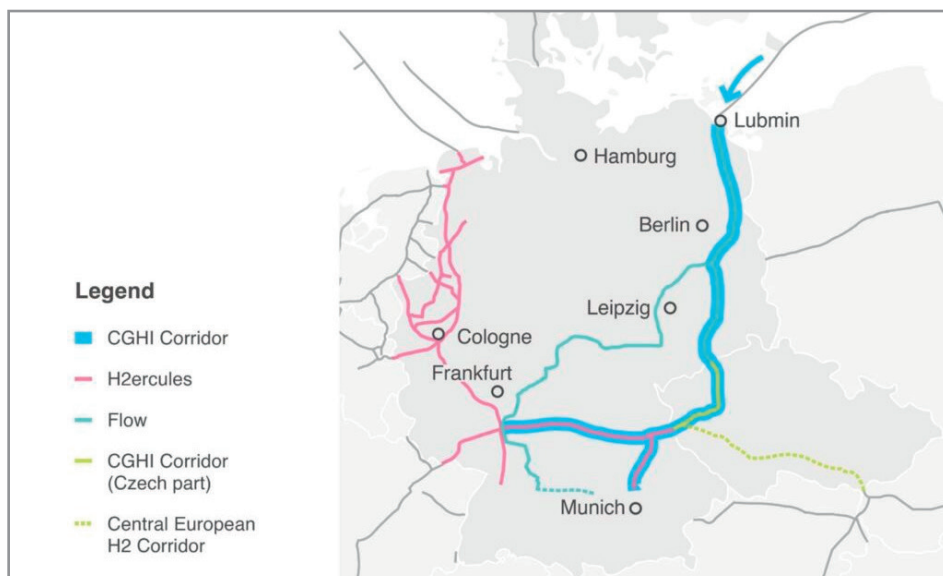 Lubmin
Hamburg
Berlin
Legend
Leipzig
CGHI Corridor
Cologne
Frankfurt
H2ercules
Flow
CGHI Corridor
(Czech part)
Munich
Central European
H2 Corridor